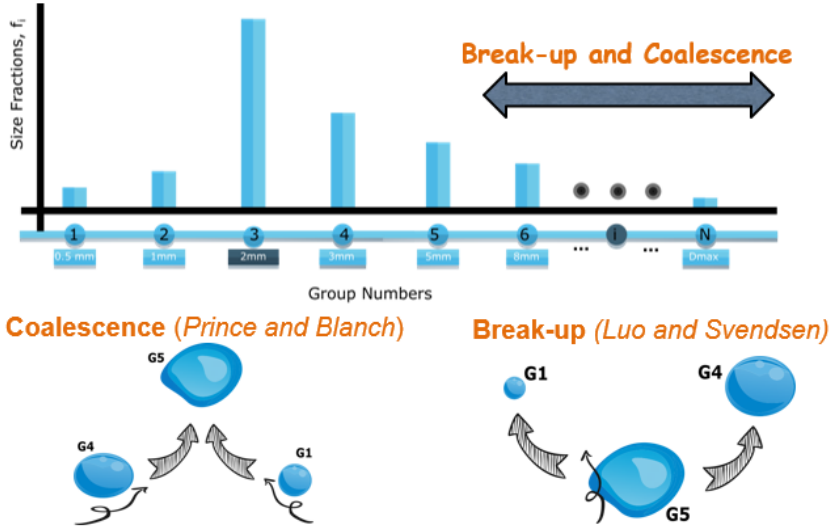 Size Fractions, fᵢ
Break-up and Coalescence
1 2 3 4 5 6 i N
0.5 mm 1mm 2mm 3mm 5mm 8mm ... ... Dmax
Group Numbers
Coalescence (Prince and Blanch)
G5
G4
G1
Break-up (Luo and Svendsen)
G1
G4
G5